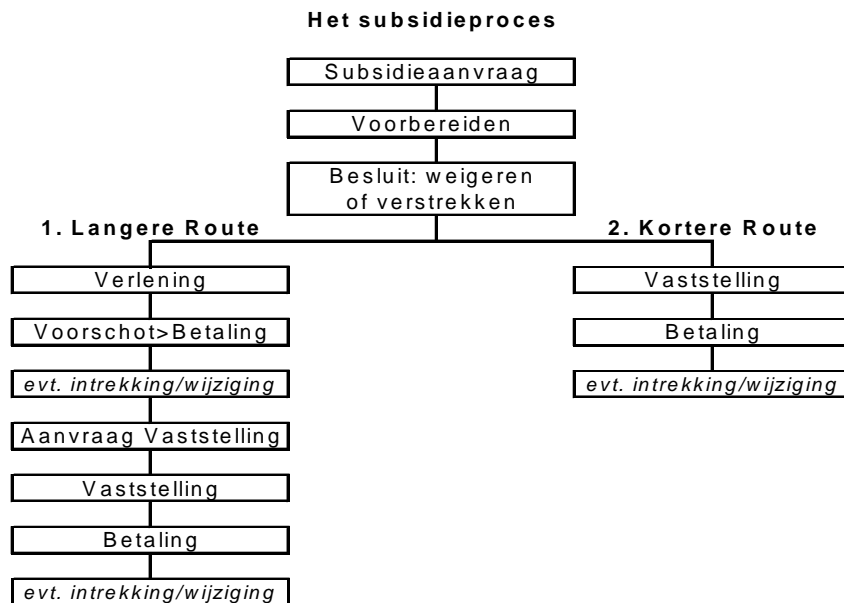 Het subsidieproces
Subsidieaanvraag
Voorbereiden
Besluit: weigeren
of verstrekken
1. Langere Route
Verlening
Voorschot>Betaling
evt. intrekking/wijziging
Aanvraag Vaststelling
Vaststelling
Betaling
evt. intrekking/wijziging
2. Kortere Route
Vaststelling
Betaling
evt. intrekking/wijziging